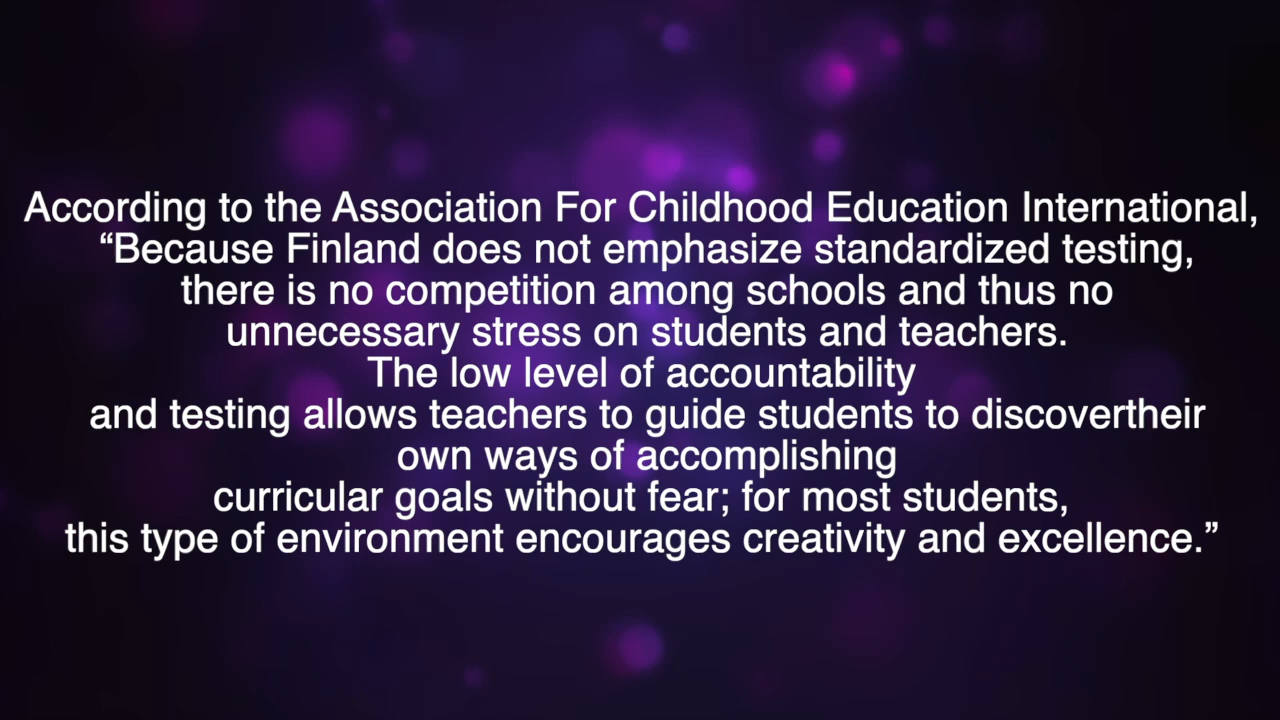 According to the Association For Childhood Education International,
“Because Finland does not emphasize standardized testing,
there is no competition among schools and thus no
unnecessary stress on students and teachers.
The low level of accountability
and testing allows teachers to guide students to discovertheir
own ways of accomplishing
curricular goals without fear; for most students,
this type of environment encourages creativity and excellence.”